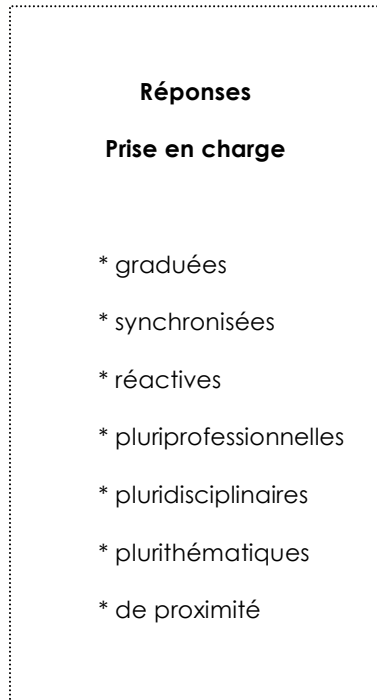 Réponses
Prise en charge
* graduées
* synchronisées
* réactives
* pluriprofessionnelles
* pluridisciplinaires
* plurithématiques
* de proximité